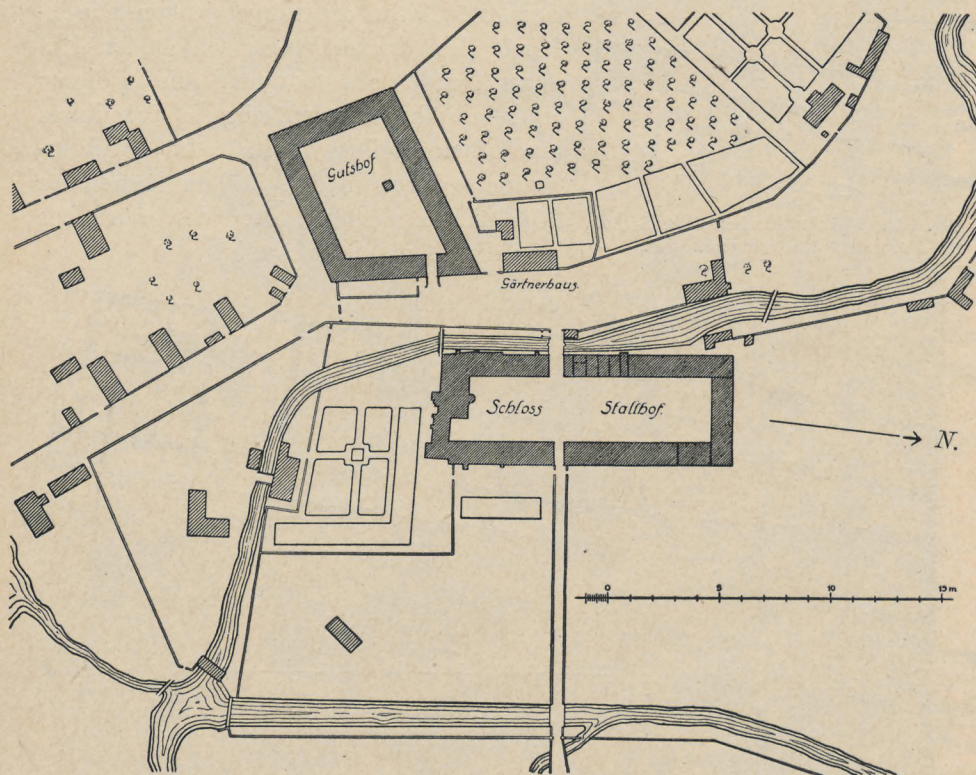 Gutshof
Gärtnerhaus.
Schloss
Stallhof.
N.
0 5 10 15 m